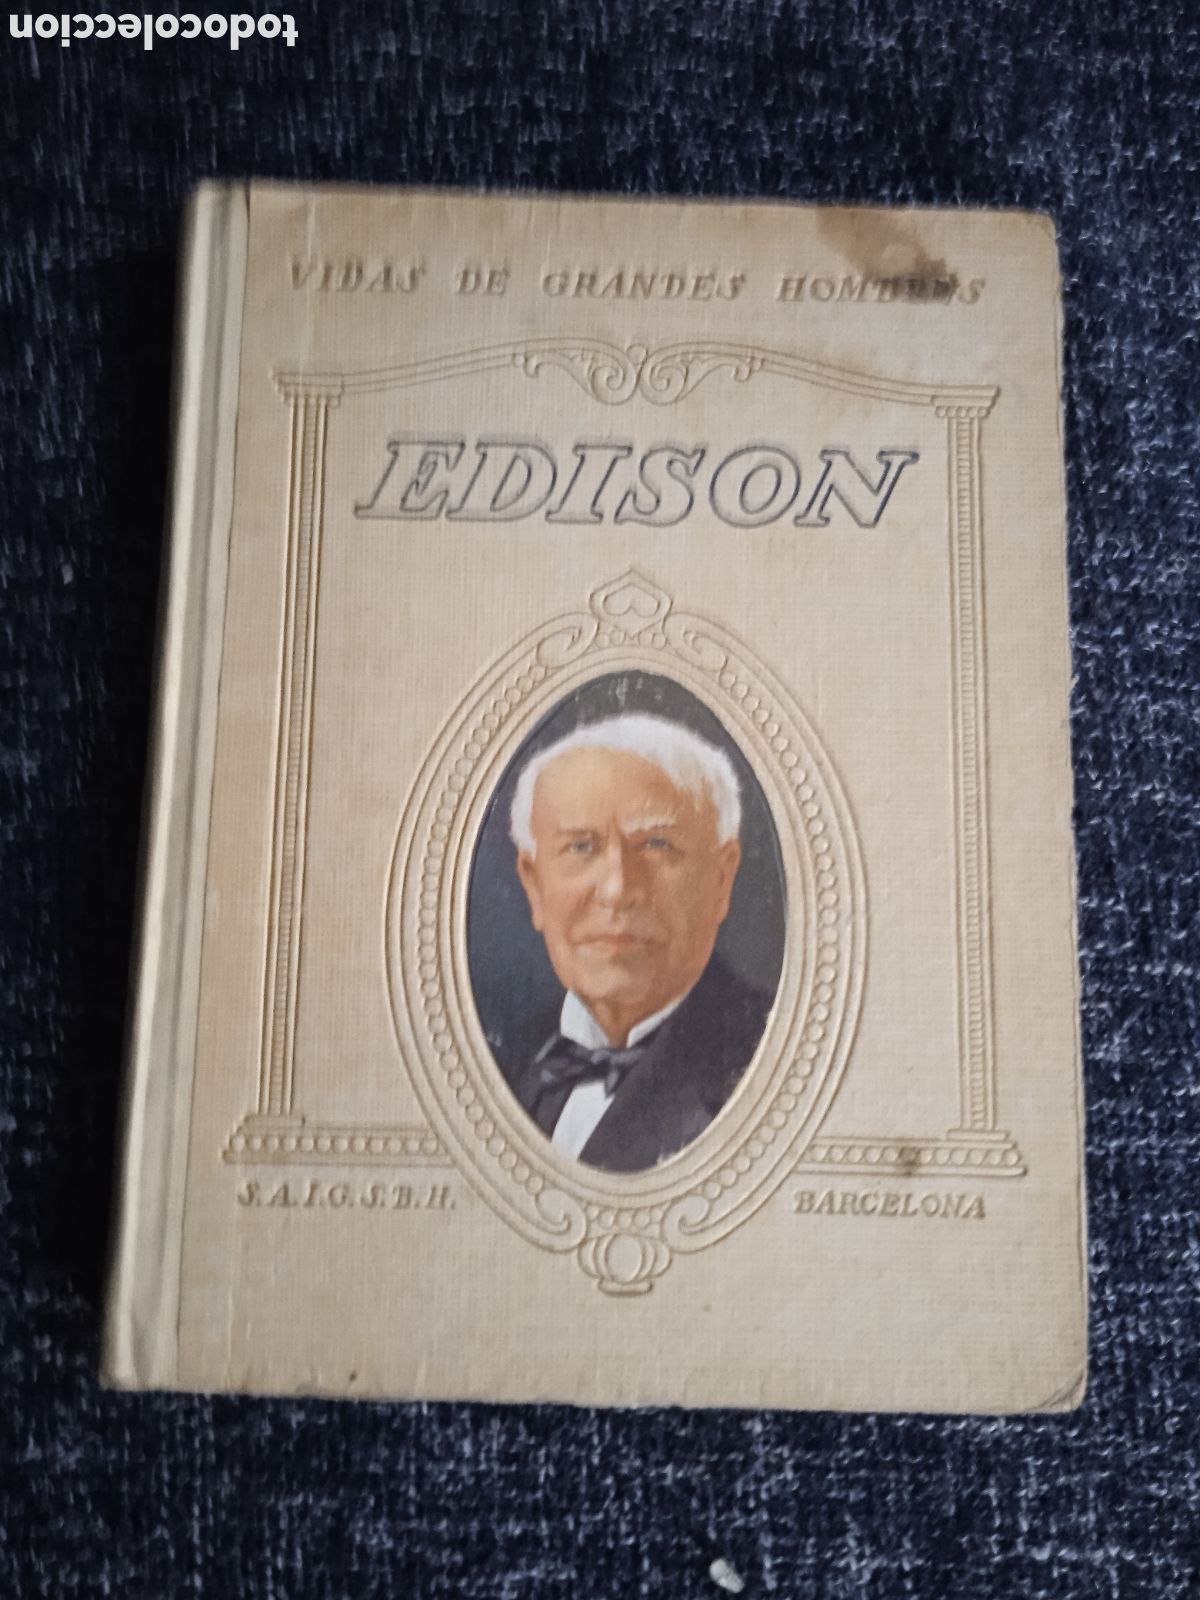 todocoleccion
VIDAS DE GRANDES HOMBRES
EDISON
S.A.I.G.S.B.H.
BARCELONA